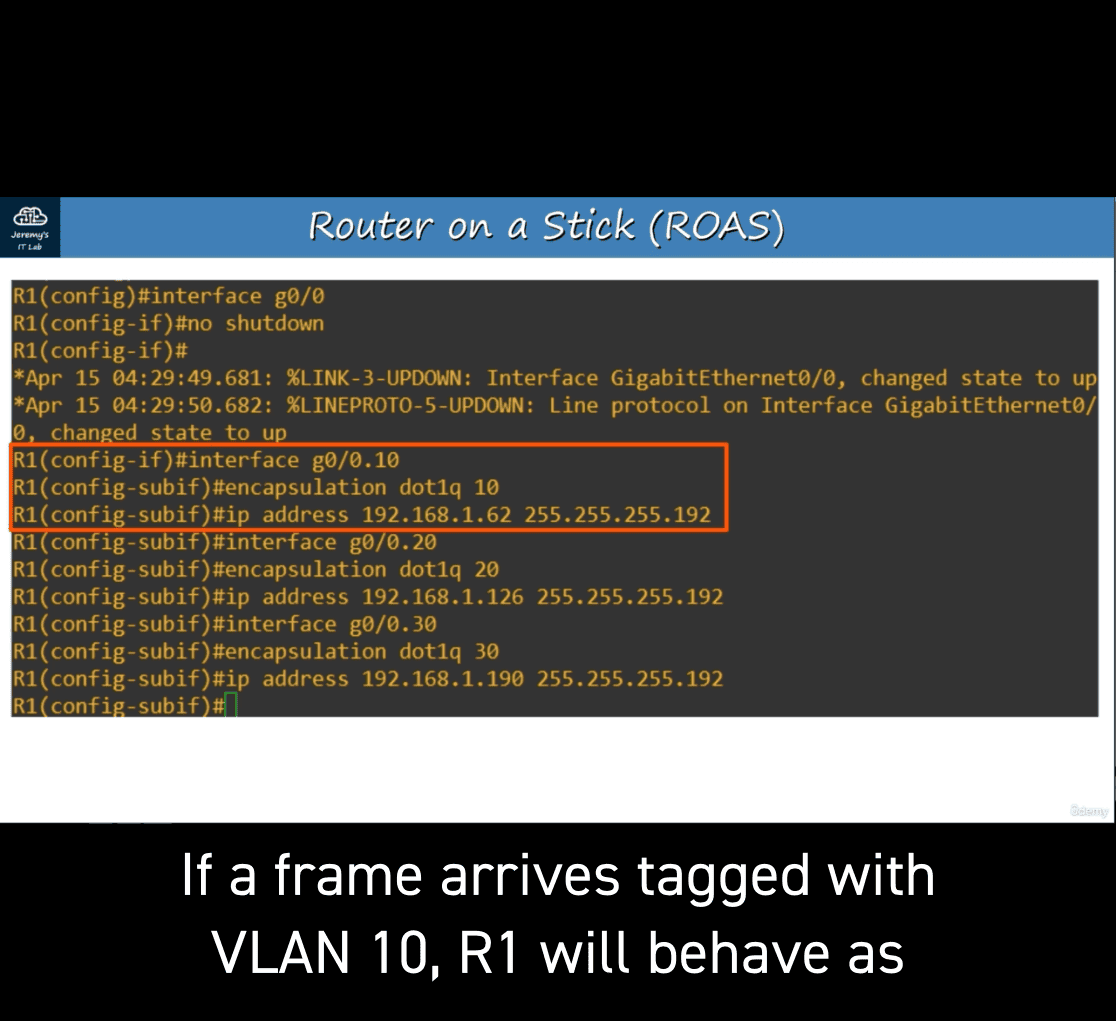 Jeremy's
IT Lab
Router on a Stick (ROAS)
R1(config)#interface g0/0
R1(config-if)#no shutdown
R1(config-if)#
*Apr 15 04:29:49.681: %LINK-3-UPDOWN: Interface GigabitEthernet0/0, changed state to up
*Apr 15 04:29:50.682: %LINEPROTO-5-UPDOWN: Line protocol on Interface GigabitEthernet0/
0, changed state to up
R1(config-if)#interface g0/0.10
R1(config-subif)#encapsulation dot1q 10
R1(config-subif)#ip address 192.168.1.62 255.255.255.192
R1(config-subif)#interface g0/0.20
R1(config-subif)#encapsulation dot1q 20
R1(config-subif)#ip address 192.168.1.126 255.255.255.192
R1(config-subif)#interface g0/0.30
R1(config-subif)#encapsulation dot1q 30
R1(config-subif)#ip address 192.168.1.190 255.255.255.192
R1(config-subif)#
Udemy
If a frame arrives tagged with
VLAN 10, R1 will behave as